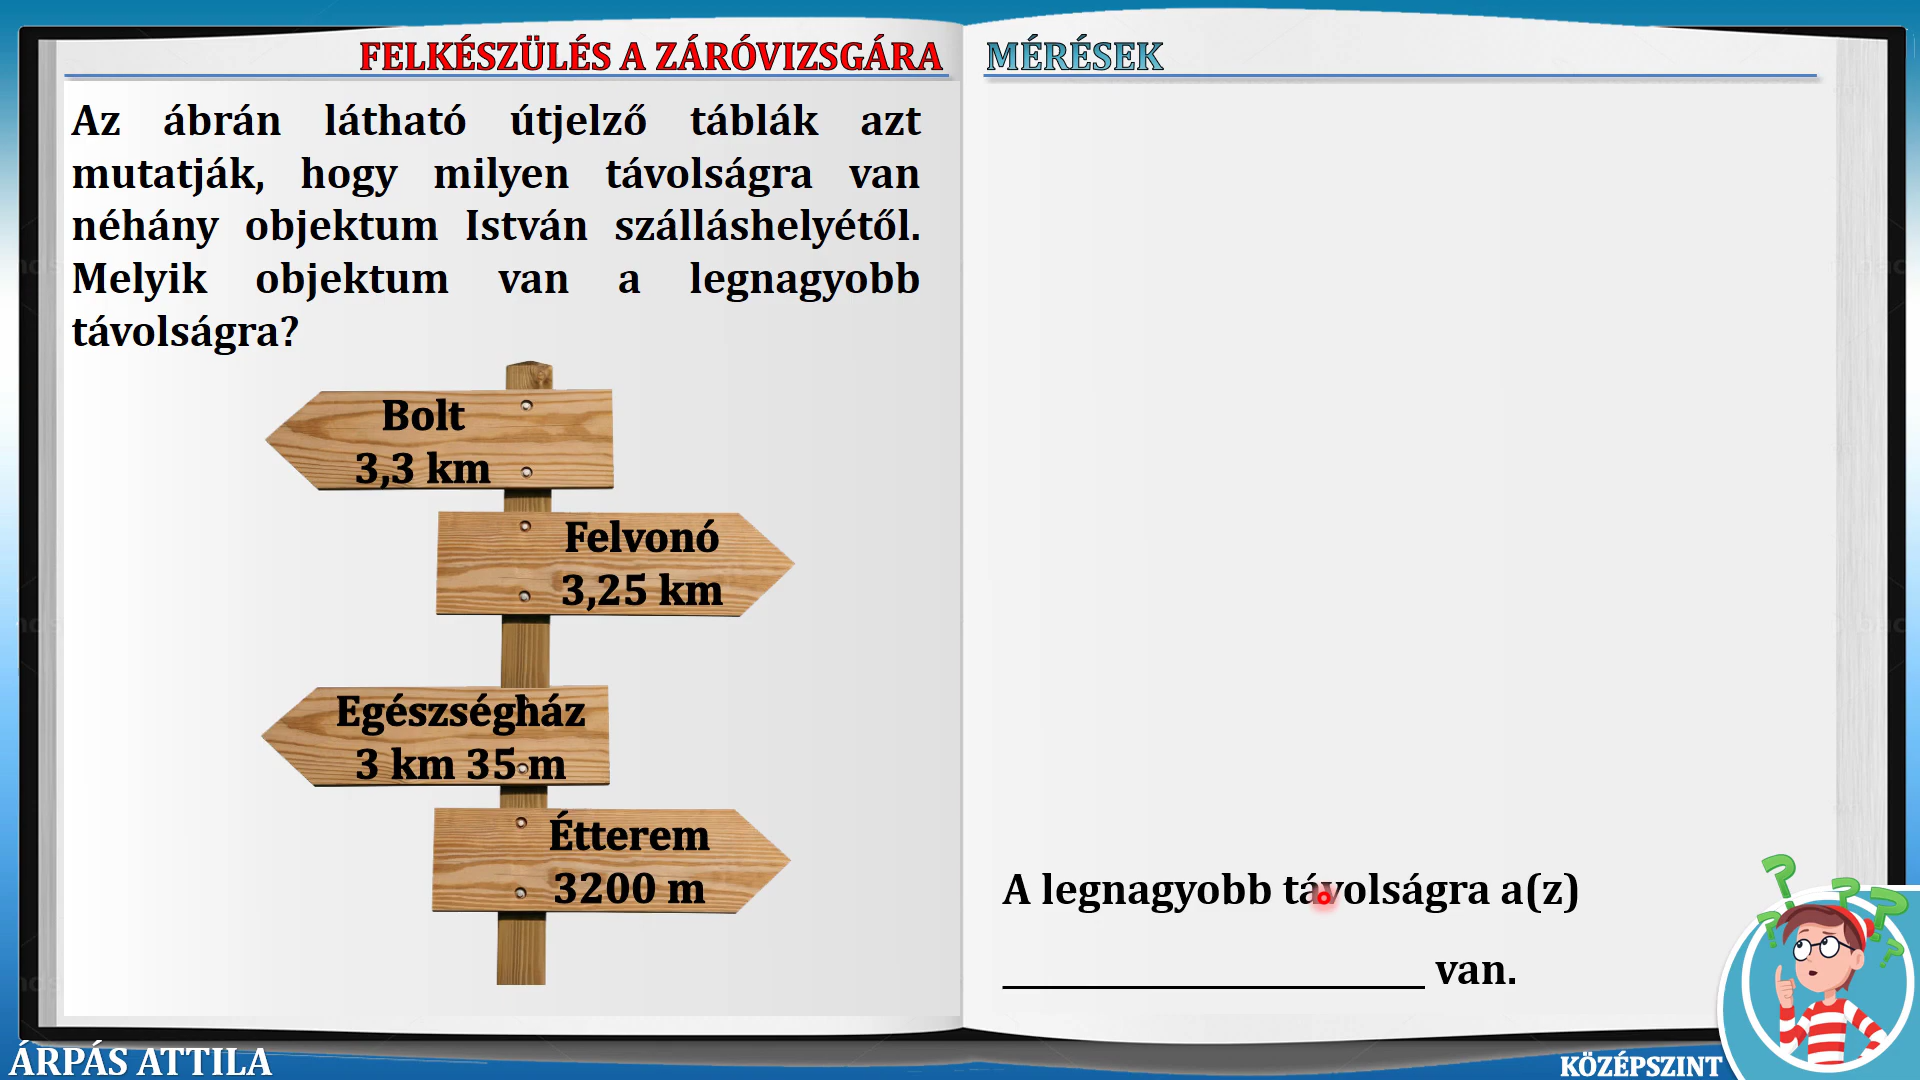 FELKÉSZÜLÉS A ZÁRÓVIZSGÁRA
Az ábrán látható útjelző táblák azt
mutatják, hogy milyen távolságra van
néhány objektum István szálláshelyétől.
Melyik objektum van a legnagyobb
távolságra?
Bolt
3,3 km
Felvonó
3,25 km
Egészségház
3 km 35 m
Étterem
3200 m
MÉRÉSEK
A legnagyobb távolságra a(z)
____________________ van.
ÁRPÁS ATTILA
KÖZÉPSZINT